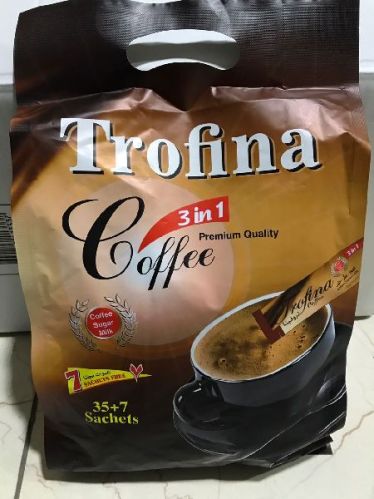 Trofina
3 in 1
Coffee
Premium Quality
3 in 1
Trofina
Coffee
Coffee
Sugar
Milk
7
SACHETS FREE
35+7
Sachets